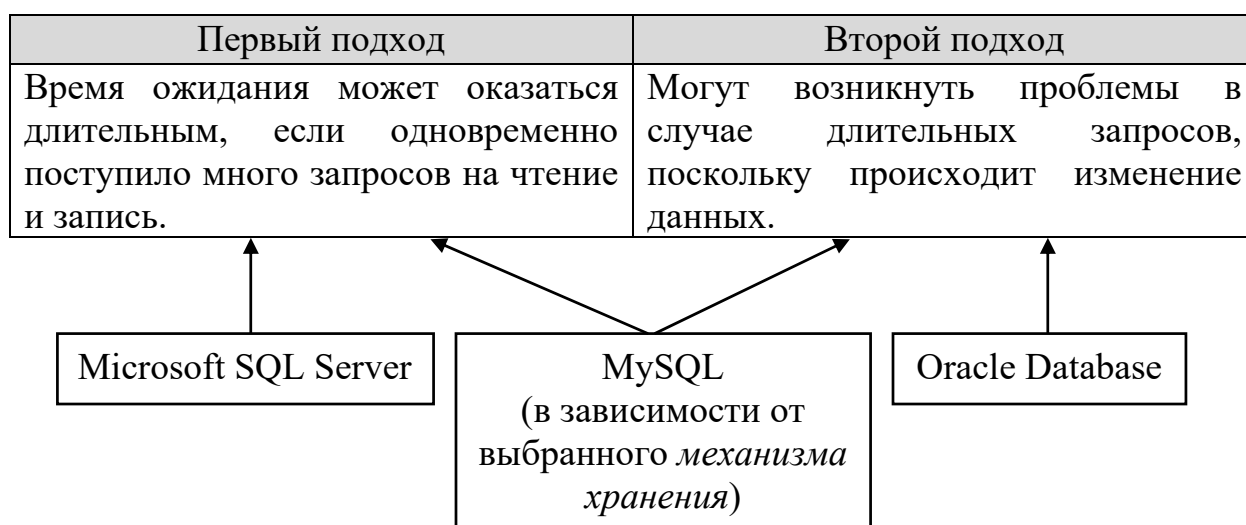 Первый подход
Второй подход
Время ожидания может оказаться
длительным, если одновременно
поступило много запросов на чтение
и запись.
Могут возникнуть проблемы в
случае длительных запросов,
поскольку происходит изменение
данных.
Microsoft SQL Server
MySQL
(в зависимости от
выбранного механизма
хранения)
Oracle Database